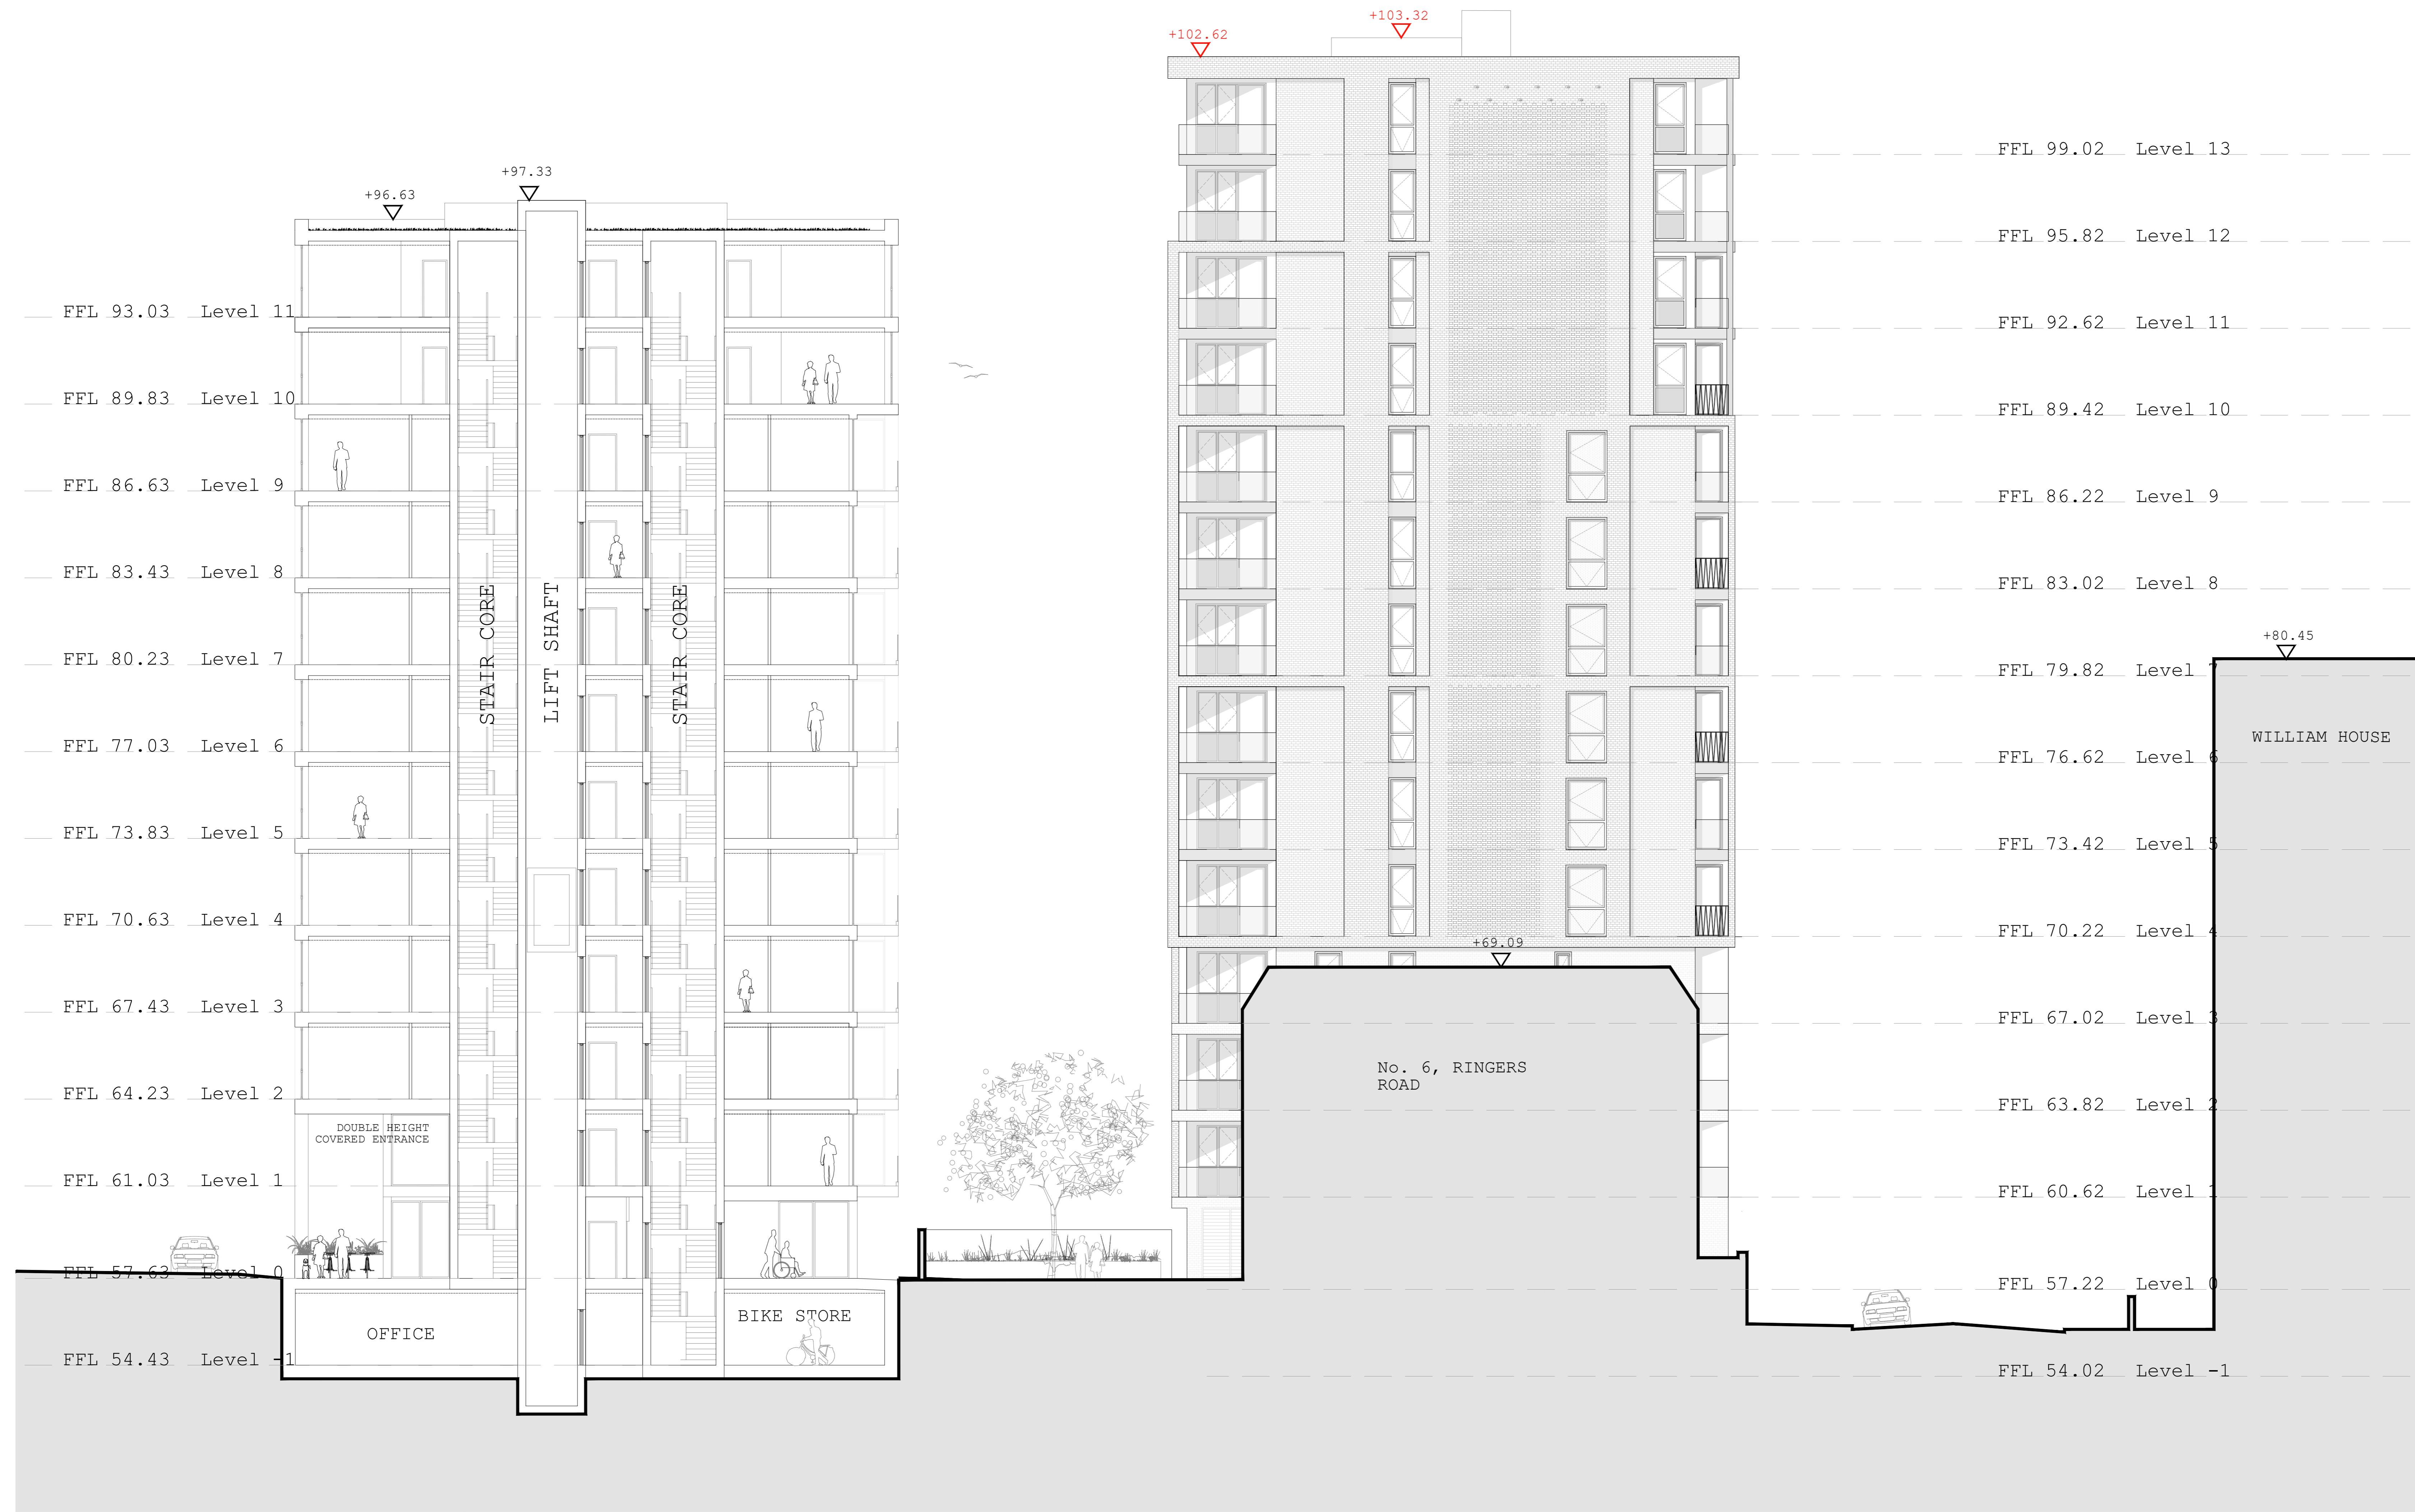 +103.32
+102.62
FFL 99.02 Level 13
+97.33
+96.63
FFL 95.82 Level 12
FFL 93.03 Level 11
FFL 92.62 Level 11
FFL 89.83 Level 10
FFL 89.42 Level 10
FFL 86.63 Level 9
FFL 86.22 Level 9
FFL 83.43 Level 8
FFL 83.02 Level 8
STAIR CORE
LIFT SHAFT
STAIR CORE
+80.45
FFL 80.23 Level 7
FFL 79.82 Level 7
WILLIAM HOUSE
FFL 77.03 Level 6
FFL 76.62 Level 6
FFL 73.83 Level 5
FFL 73.42 Level 5
FFL 70.63 Level 4
FFL 70.22 Level 4
+69.09
FFL 67.43 Level 3
FFL 67.02 Level 3
No. 6, RINGERS
ROAD
FFL 64.23 Level 2
FFL 63.82 Level 2
DOUBLE HEIGHT
COVERED ENTRANCE
FFL 61.03 Level 1
FFL 60.62 Level 1
FFL 57.63 Level 0
FFL 57.22 Level 0
BIKE STORE
OFFICE
FFL 54.43 Level -1
FFL 54.02 Level -1